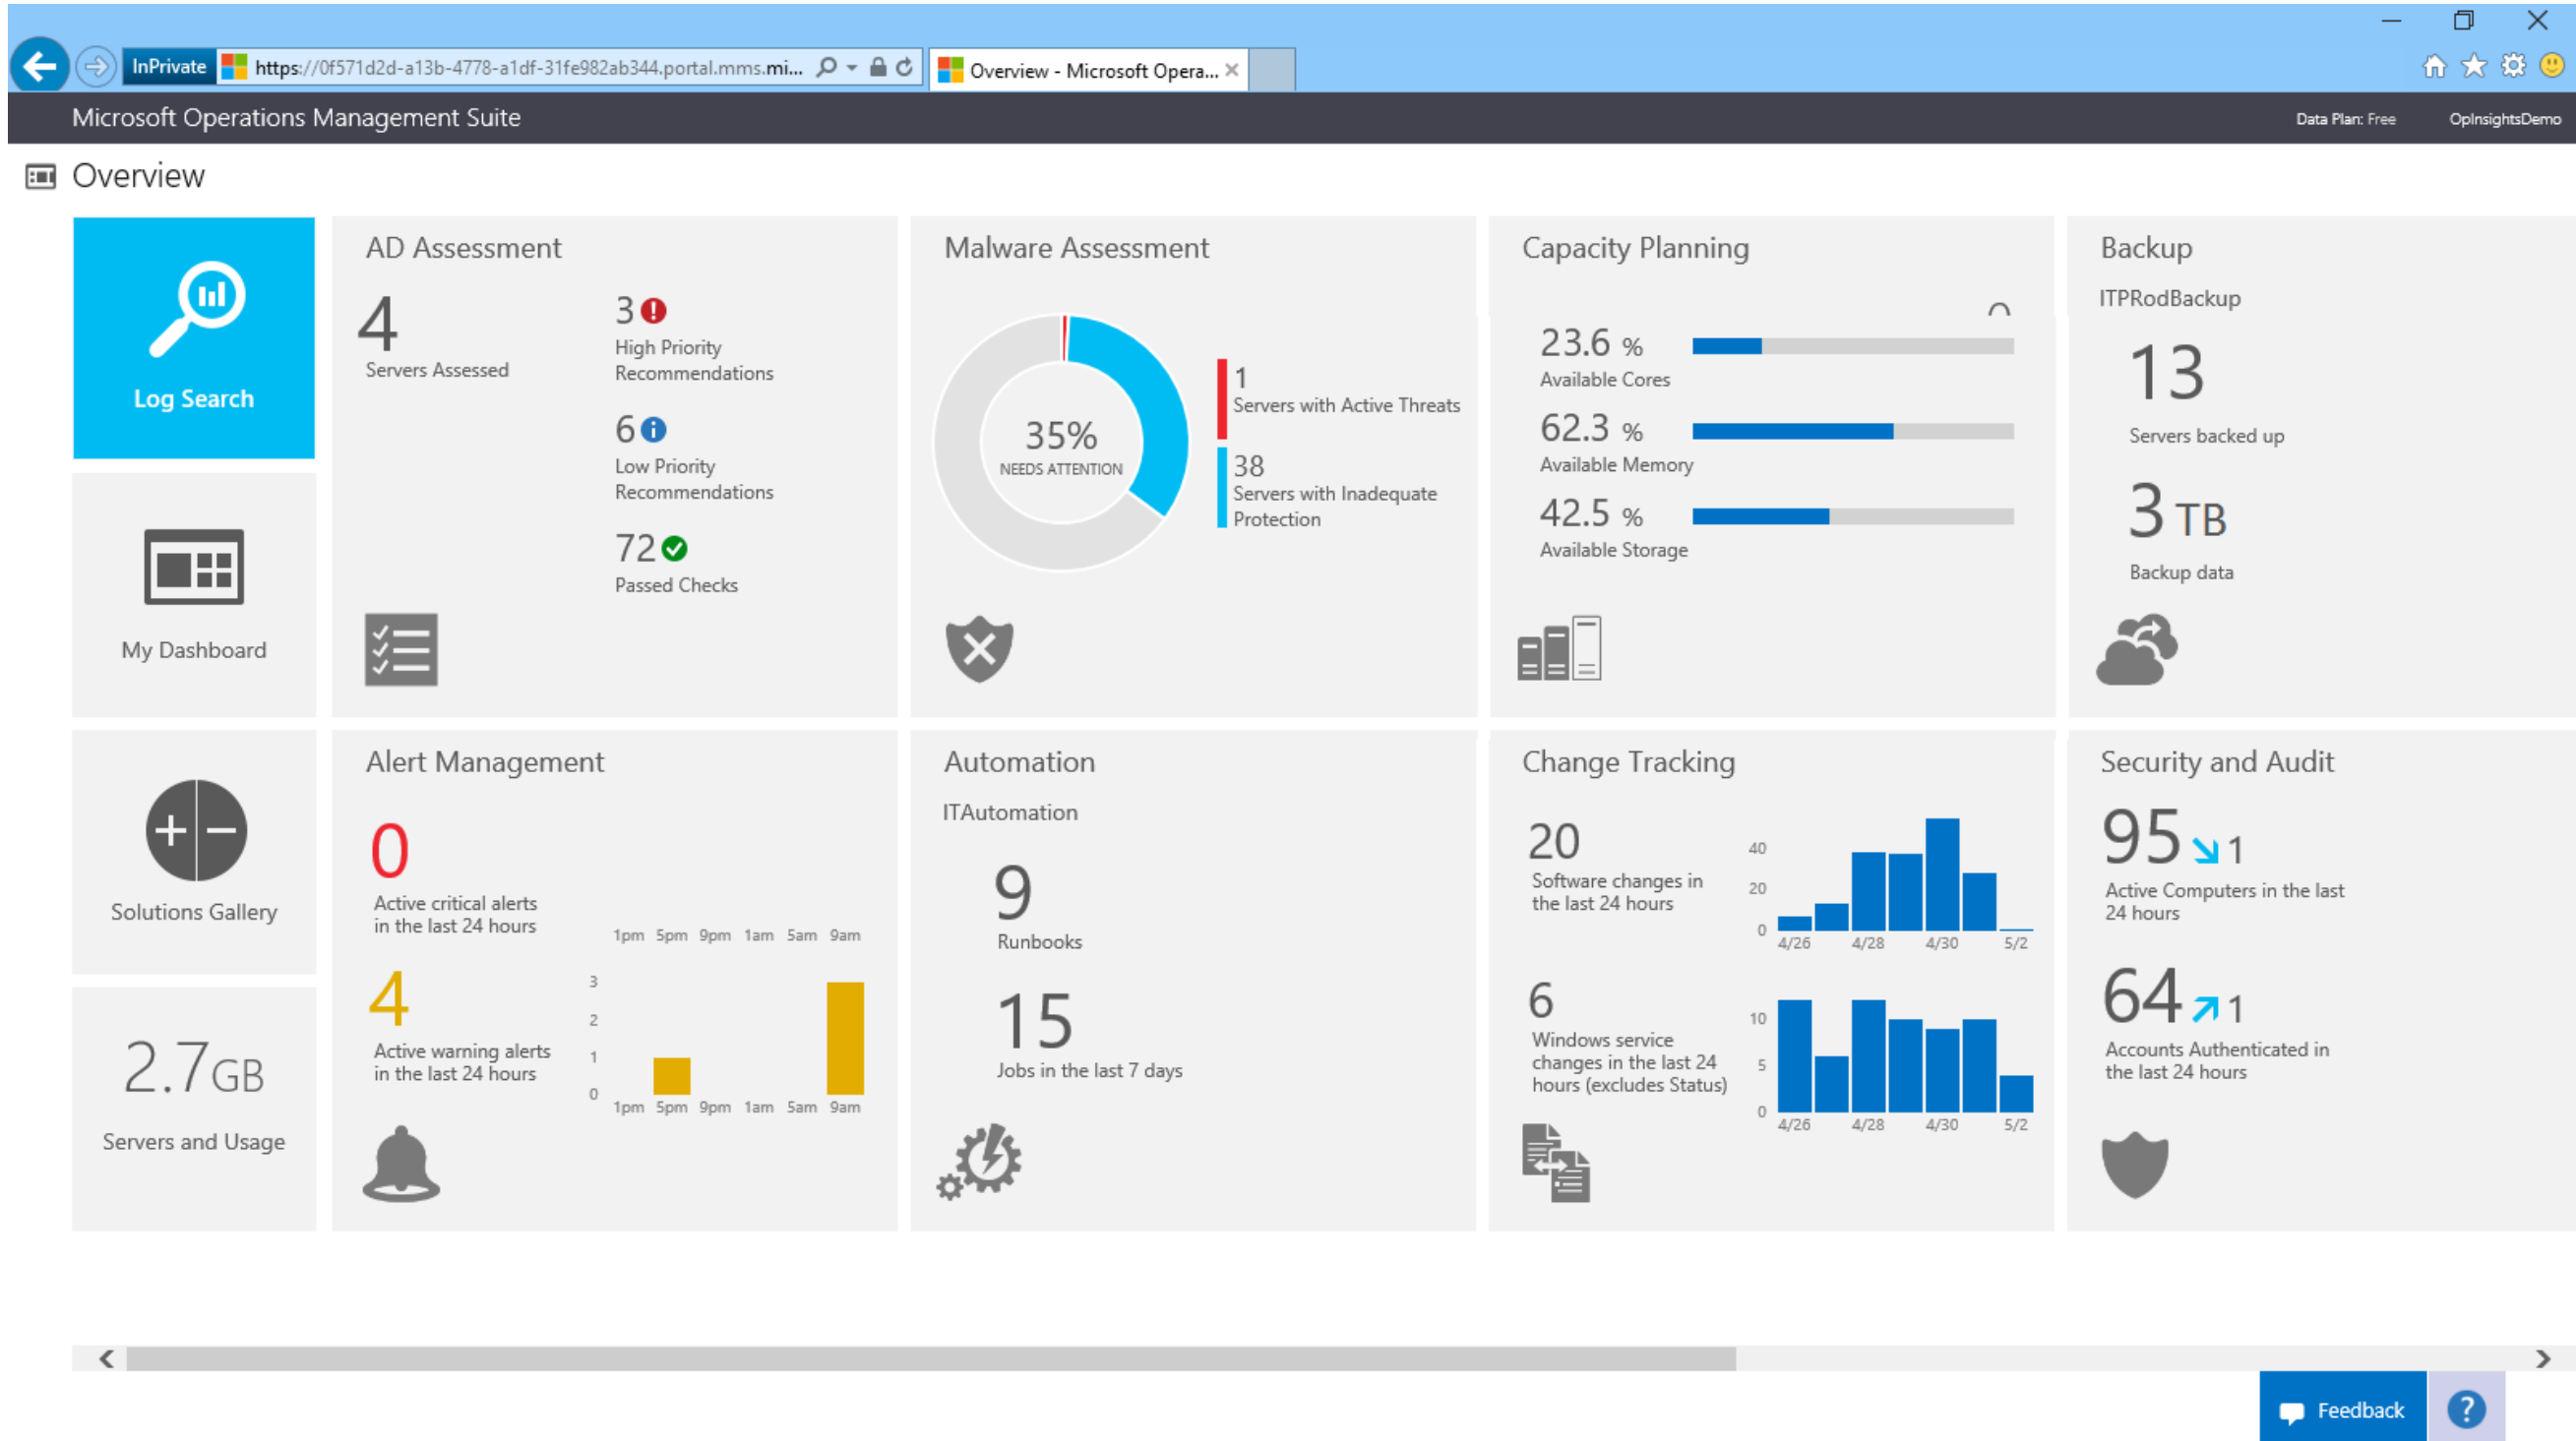 InPrivate
https://0f571d2d-a13b-4778-a1df-31fe982ab344.portal.mms.mi...
Overview - Microsoft Opera...
Microsoft Operations Management Suite
Data Plan: Free
OpInsightsDemo
Overview
Log Search
My Dashboard
Solutions Gallery
2.7GB
Servers and Usage
AD Assessment
4
Servers Assessed
3
High Priority
Recommendations
6
Low Priority
Recommendations
72
Passed Checks
Malware Assessment
35%
NEEDS ATTENTION
1
Servers with Active Threats
38
Servers with Inadequate
Protection
Capacity Planning
23.6 %
Available Cores
62.3 %
Available Memory
42.5 %
Available Storage
Backup
ITPRodBackup
13
Servers backed up
3 TB
Backup data
Alert Management
0
Active critical alerts
in the last 24 hours
1pm 5pm 9pm 1am 5am 9am
4
Active warning alerts
in the last 24 hours
3
2
1
0
1pm 5pm 9pm 1am 5am 9am
Automation
ITAutomation
9
Runbooks
15
Jobs in the last 7 days
Change Tracking
20
Software changes in
the last 24 hours
40
20
0
4/26 4/28 4/30 5/2
6
Windows service
changes in the last 24
hours (excludes Status)
10
5
0
4/26 4/28 4/30 5/2
Security and Audit
95 1
Active Computers in the last
24 hours
64 1
Accounts Authenticated in
the last 24 hours
Feedback
?